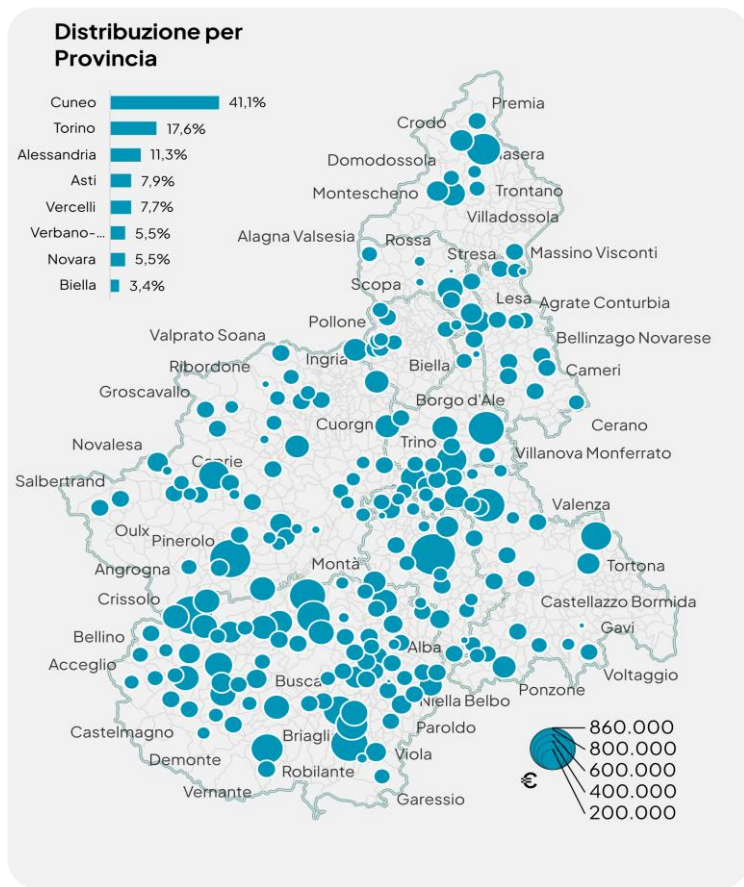 Distribuzione per
Provincia
Cuneo 41,1%
Torino 17,6%
Alessandria 11,3%
Asti 7,9%
Vercelli 7,7%
Verbano-... 5,5%
Novara 5,5%
Biella 3,4%
Premia
Crodo
Domodossola
Montescheno
Trontano
Villadossola
Alagna Valsesia
Rossa
Stresa
Massino Visconti
Scopa
Lesa
Agrate Conturbia
Pollone
Valprato Soana
Ingria
Bellinzago Novarese
Ribordone
Biella
Cameri
Groscavallo
Borgo d'Ale
Cuorgn
Cerano
Novalesa
Trino
Villanova Monferrato
Salbertrand
Valenza
Oulx
Pinerolo
Angrogna
Montà
Tortona
Crissolo
Castellazzo Bormida
Bellino
Alba
Gavi
Acceglio
Busca
Voltaggio
Ponzone
Niella Belbo
Castelmagno
Briagli
Paroldo
Demonte
Robilante
Viola
Vernante
Garessio
860.000
800.000
600.000
400.000
200.000
€